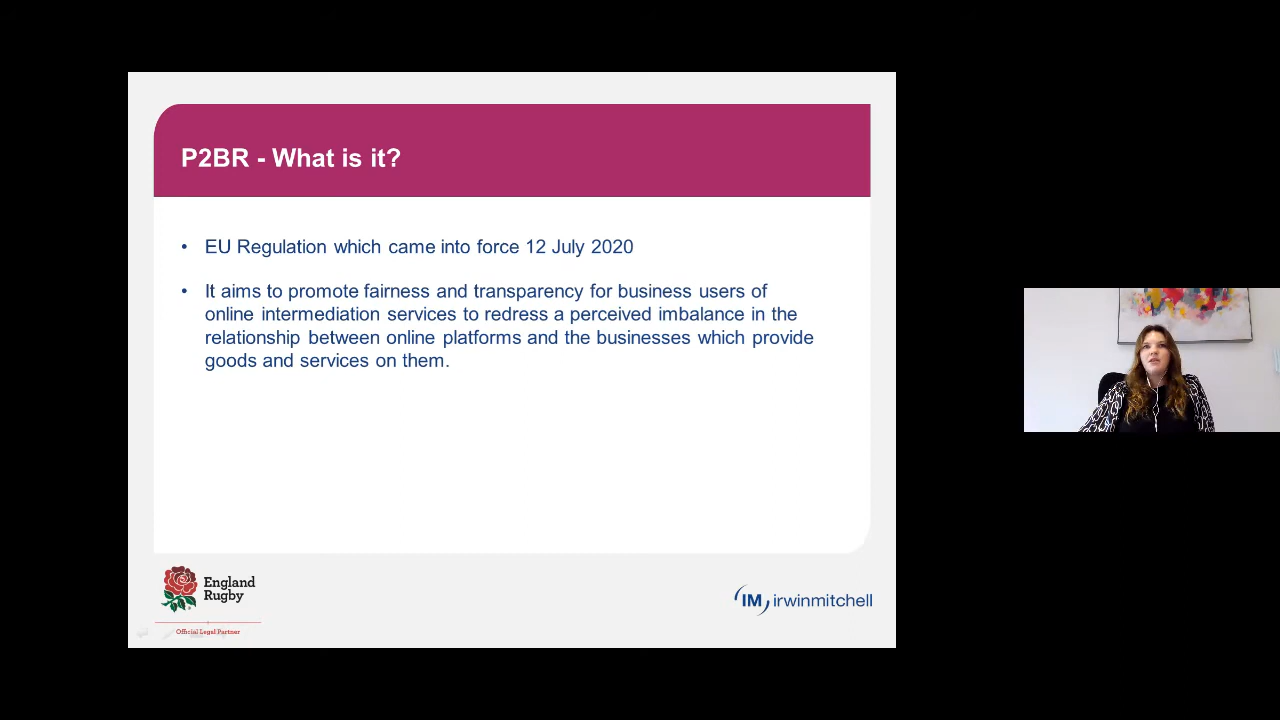 P2BR - What is it?
• EU Regulation which came into force 12 July 2020
• It aims to promote fairness and transparency for business users of
online intermediation services to redress a perceived imbalance in the
relationship between online platforms and the businesses which provide
goods and services on them.
England
Rugby
Official Legal Partner
IM irwinmitchell